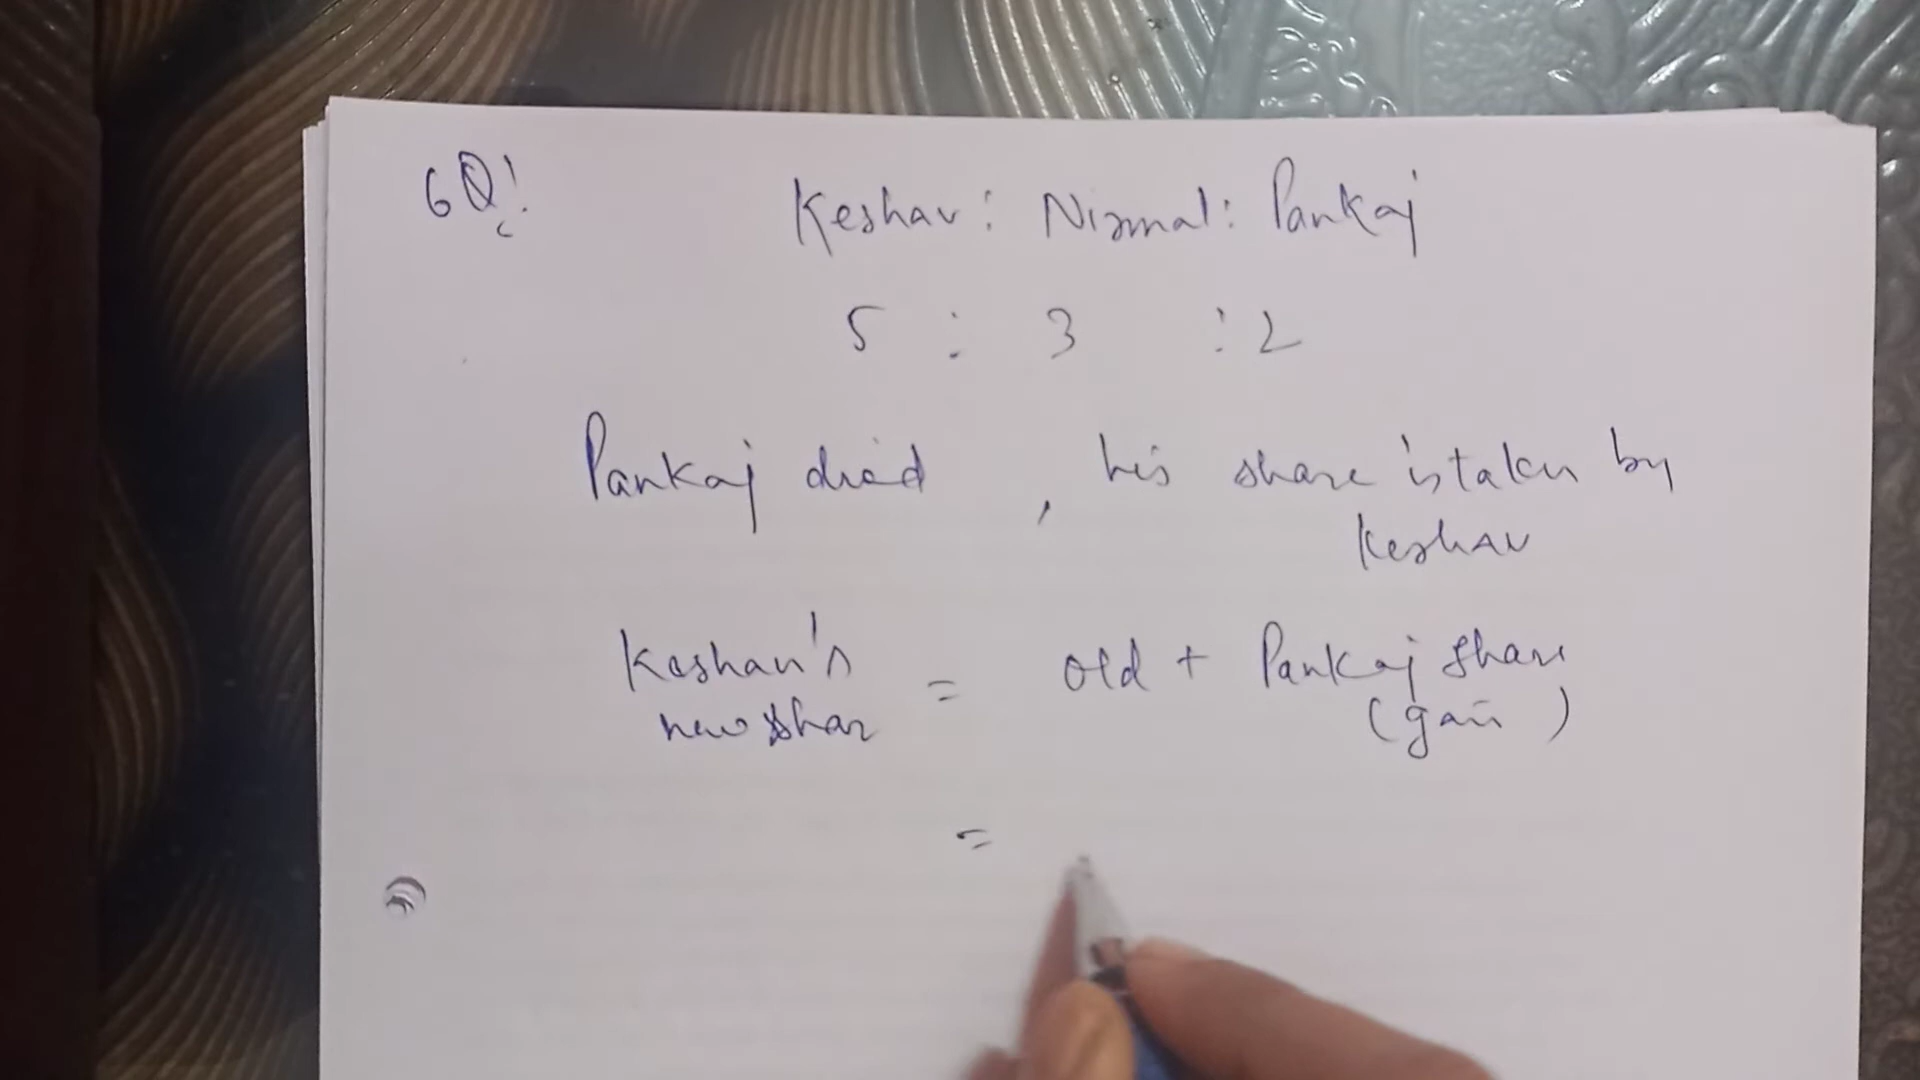 6Q!
Keshav : Nirmal : Pankaj
5 : 3 : 2
Pankaj died , his share is taken by
Keshav
Keshav's = old + Pankaj share
new share (gain)
=